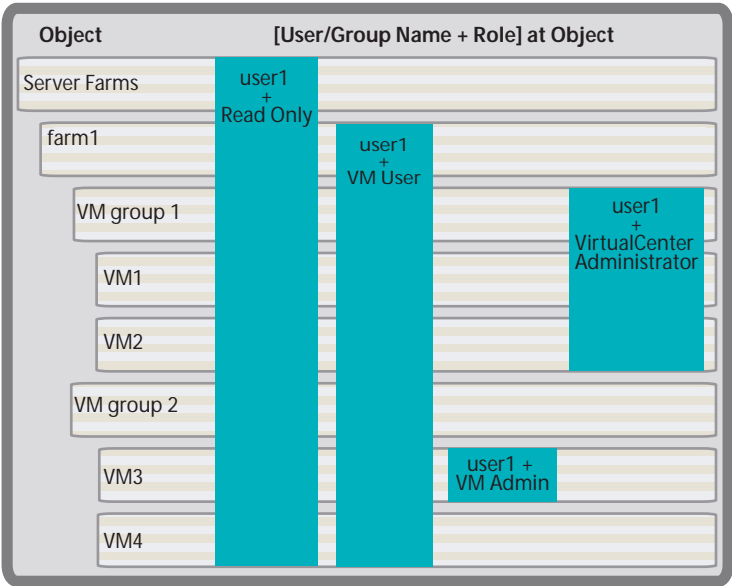 Object
[User/Group Name + Role] at Object
Server Farms
user1
+
Read Only
farm1
user1
+
VM User
VM group 1
user1
+
VirtualCenter
Administrator
VM1
VM2
VM group 2
VM3
user1 +
VM Admin
VM4